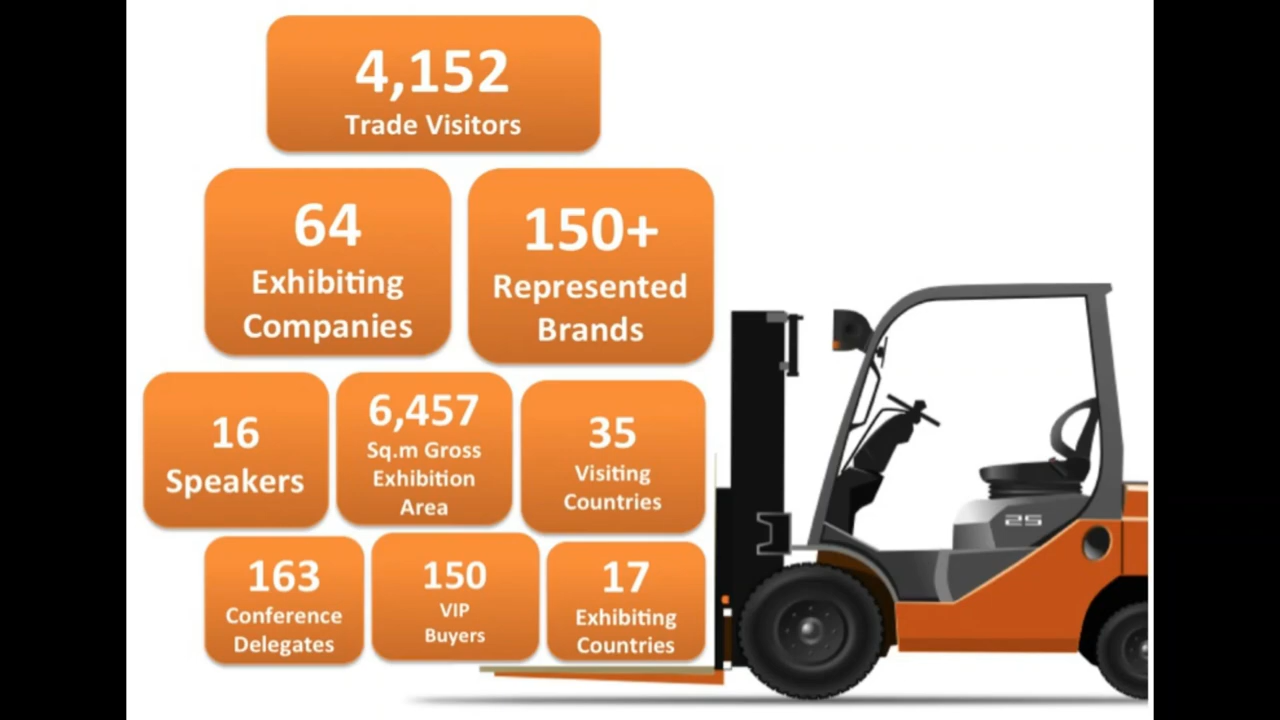 4,152
Trade Visitors
64
Exhibiting
Companies
150+
Represented
Brands
16
Speakers
6,457
Sq.m Gross
Exhibition
Area
35
Visiting
Countries
163
Conference
Delegates
150
VIP
Buyers
17
Exhibiting
Countries
25